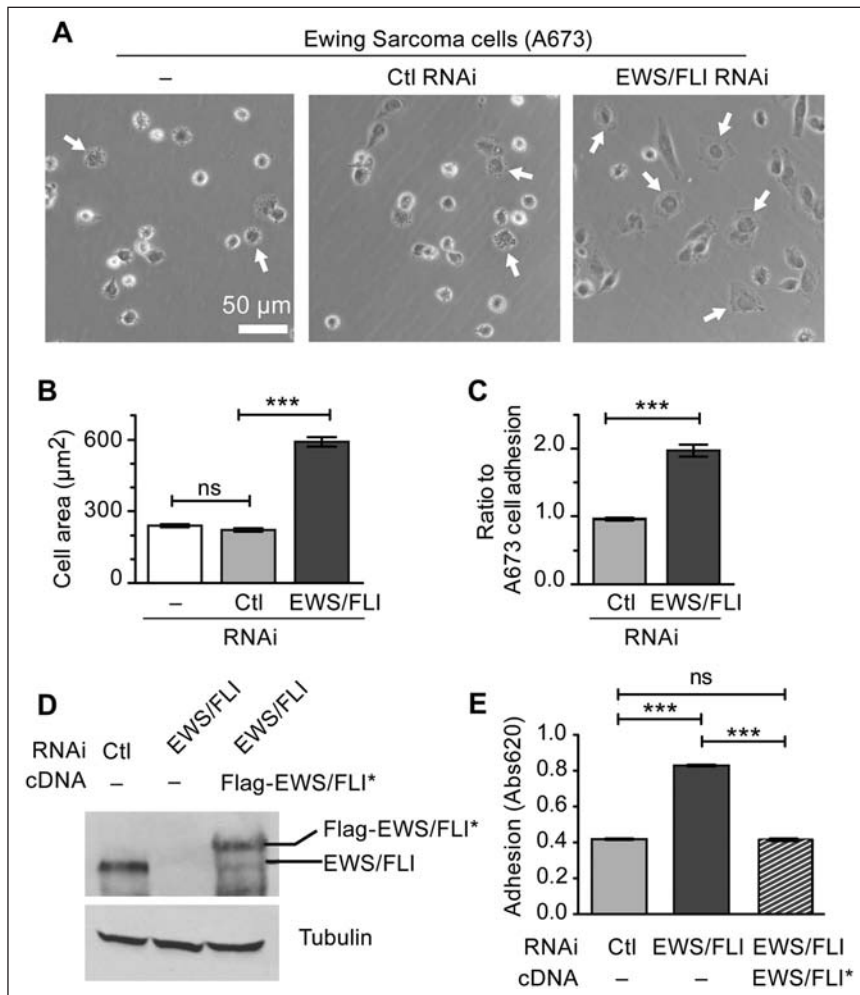 A
Ewing Sarcoma cells (A673)
– Ctl RNAi EWS/FLI RNAi
50 µm
B
Cell area (µm²)
600
300
0
ns
***
– Ctl EWS/FLI
RNAi
C
Ratio to
A673 cell adhesion
2.0
1.0
0.0
***
Ctl EWS/FLI
RNAi
D
RNAi Ctl EWS/FLI EWS/FLI
cDNA – – Flag-EWS/FLI*
Flag-EWS/FLI*
EWS/FLI
Tubulin
E
Adhesion (Abs620)
0.8
0.6
0.4
0.2
0.0
ns
*** ***
RNAi Ctl EWS/FLI EWS/FLI
cDNA – – EWS/FLI*